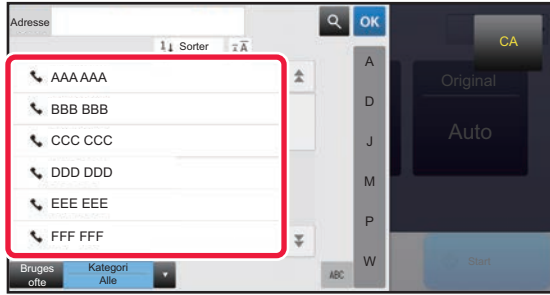 Adresse
OK
CA
Sorter
AAA AAA
BBB BBB
CCC CCC
DDD DDD
EEE EEE
FFF FFF
A
D
J
M
P
W
ABC
Bruges ofte
Kategori
Alle
Original
Auto
Start